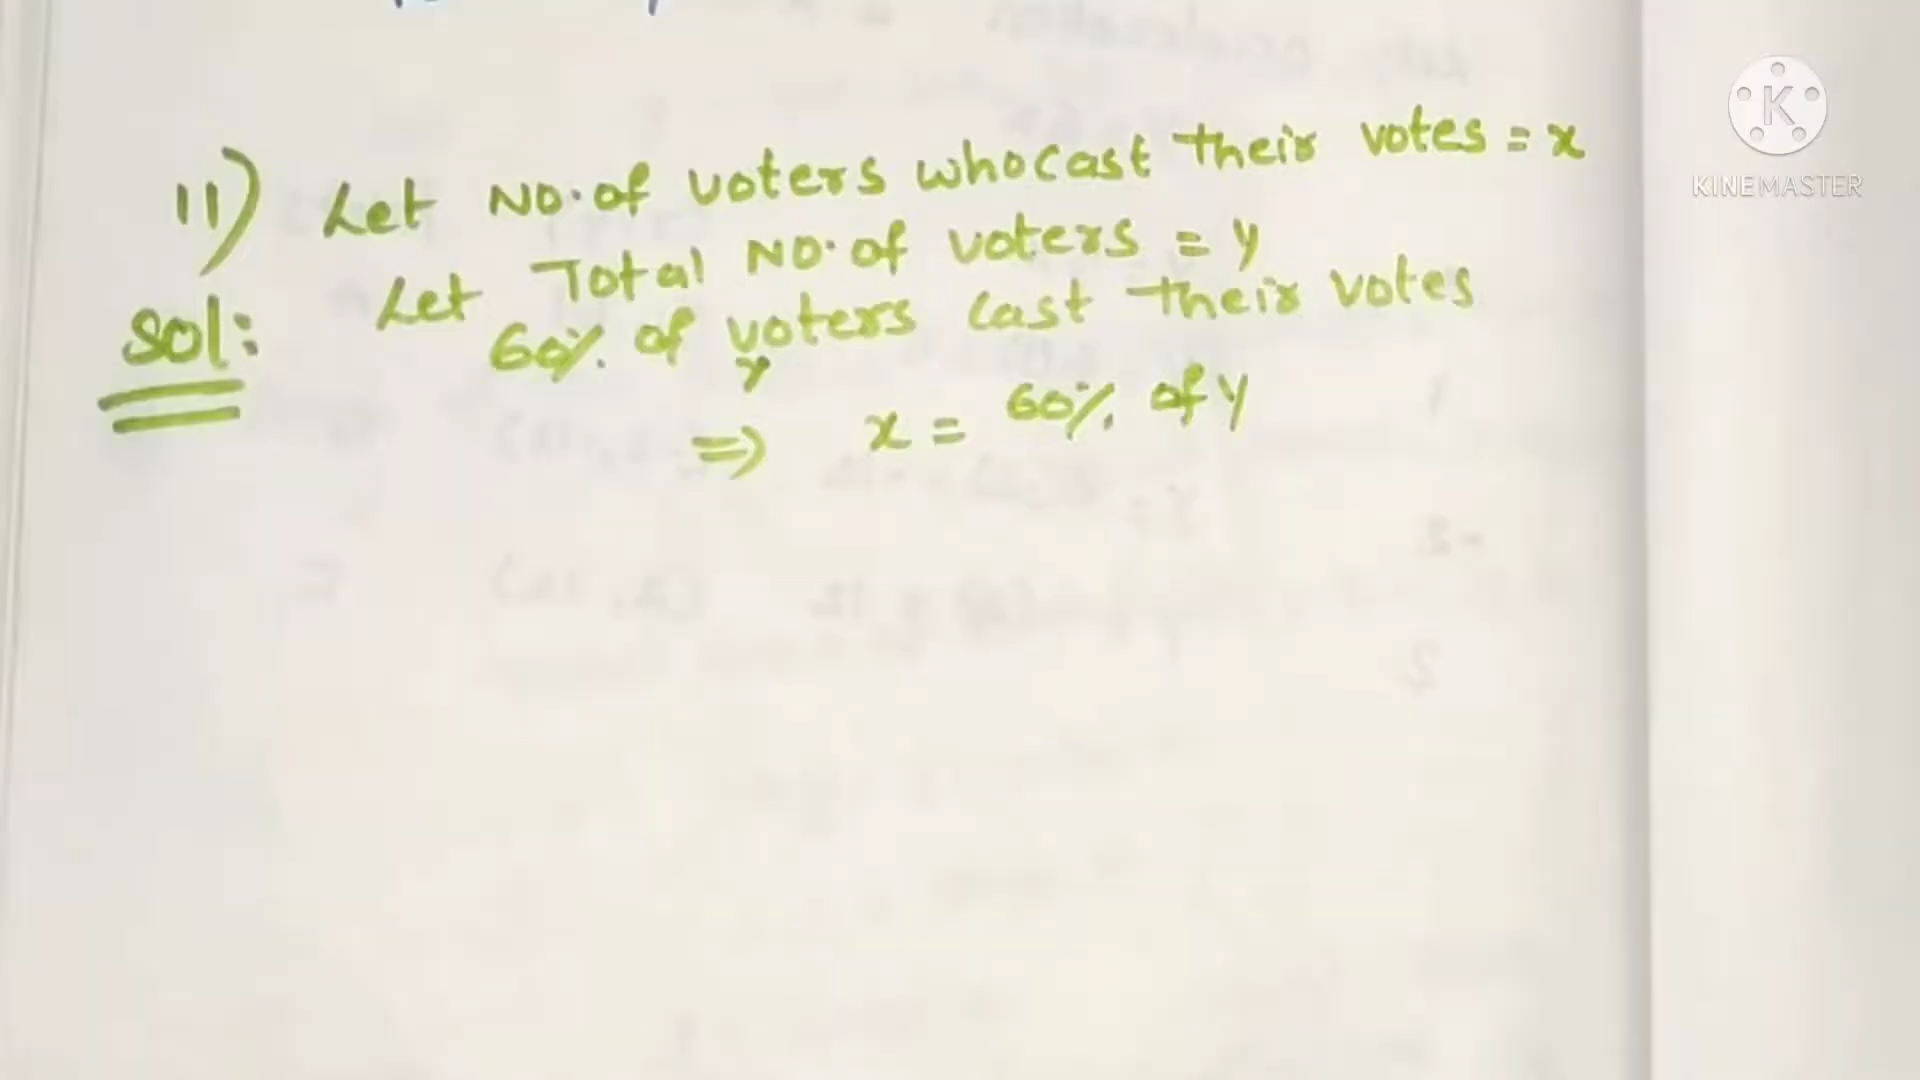 11) Let No. of voters who cast their votes = x
Let Total No. of voters = y
Sol: 60% of voters cast their votes
y
⇒ x = 60% of y
K
KINEMASTER